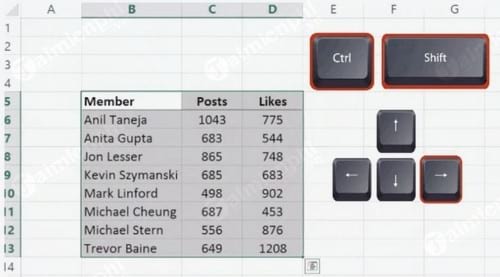 A B C D E F G
1
2
3
4
5 Member Posts Likes
6 Anil Taneja 1043 775
7 Anita Gupta 683 544
8 Jon Lesser 865 748
9 Kevin Szymanski 685 683
10 Mark Linford 498 902
11 Michael Cheung 687 453
12 Michael Stern 556 876
13 Trevor Baine 649 1208
14
Ctrl Shift
↑
← ↓ →